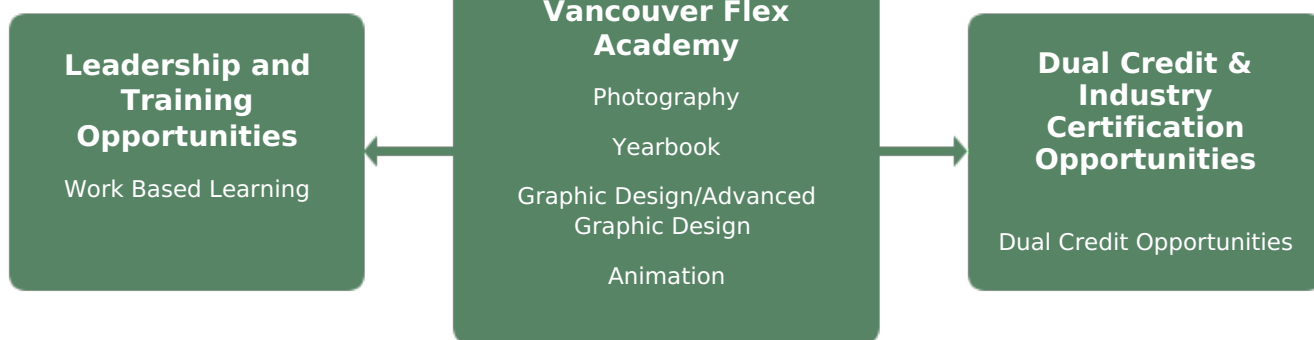 Leadership and
Training
Opportunities
Work Based Learning
Vancouver Flex
Academy
Photography
Yearbook
Graphic Design/Advanced
Graphic Design
Animation
Dual Credit &
Industry
Certification
Opportunities
Dual Credit Opportunities